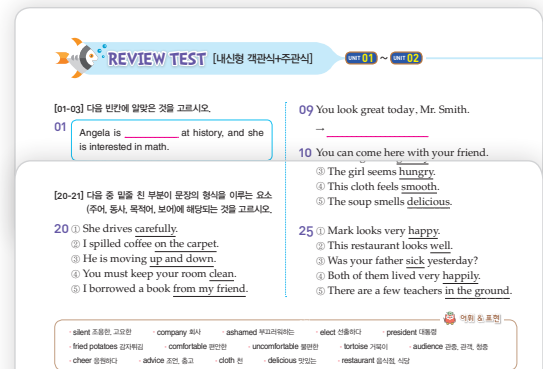 REVIEW TEST [내신형 객관식+주관식] UNIT 01 ~ UNIT 02
[01-03] 다음 빈칸에 알맞은 것을 고르시오.
01 Angela is __________ at history, and she
is interested in math.
09 You look great today, Mr. Smith.
→
10 You can come here with your friend.
③ The girl seems hungry.
④ This cloth feels smooth.
⑤ The soup smells delicious.
[20-21] 다음 중 밑줄 친 부분이 문장의 형식을 이루는 요소
(주어, 동사, 목적어, 보어)에 해당되는 것을 고르시오.
20 ① She drives carefully.
② I spilled coffee on the carpet.
③ He is moving up and down.
④ You must keep your room clean.
⑤ I borrowed a book from my friend.
25 ① Mark looks very happy.
② This restaurant looks well.
③ Was your father sick yesterday?
④ Both of them lived very happily.
⑤ There are a few teachers in the ground.
어휘 & 표현
· silent 조용한, 고요한 · company 회사 · ashamed 부끄러워하는 · elect 선출하다 · president 대통령
· fried potatoes 감자튀김 · comfortable 편안한 · uncomfortable 불편한 · tortoise 거북이 · audience 관중, 관객, 청중
· cheer 응원하다 · advice 조언, 충고 · cloth 천 · delicious 맛있는 · restaurant 음식점, 식당